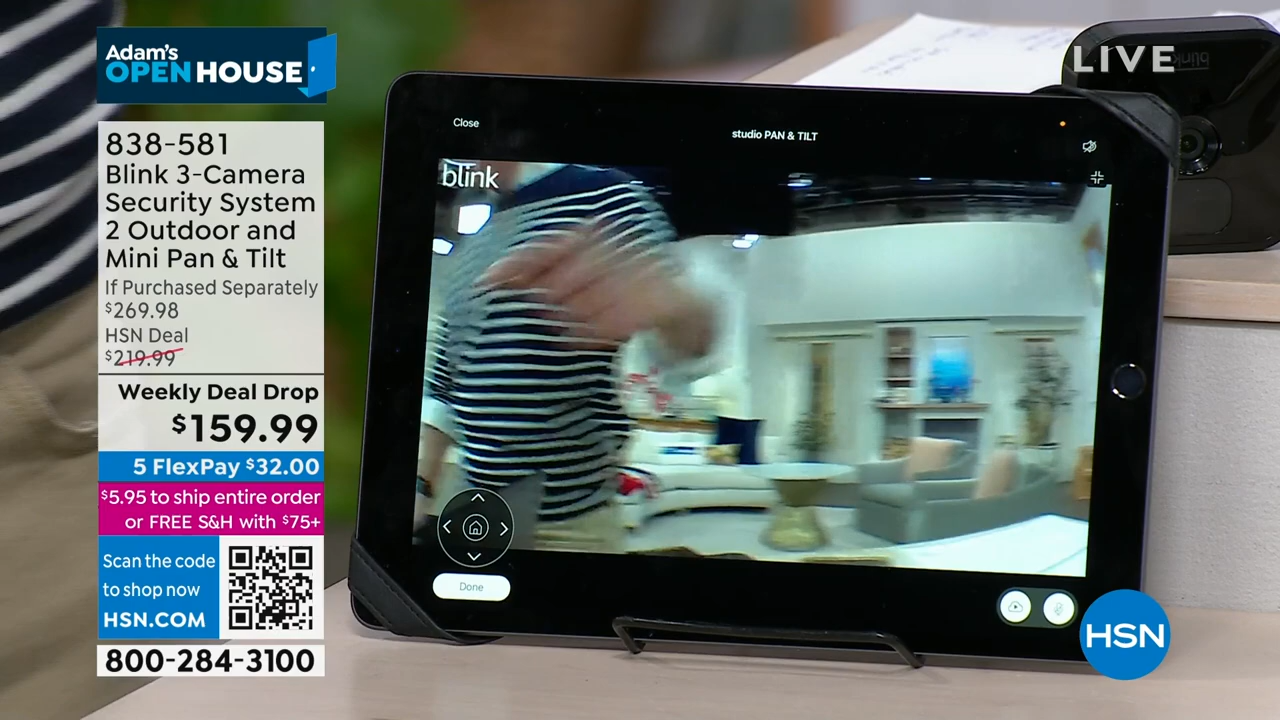 Adam's
OPEN HOUSE
838-581
Blink 3-Camera
Security System
2 Outdoor and
Mini Pan & Tilt
If Purchased Separately
$269.98
HSN Deal
$219.99
Weekly Deal Drop
$159.99
5 FlexPay $32.00
$5.95 to ship entire order
or FREE S&H with $75+
Scan the code
to shop now
HSN.COM
800-284-3100
Close
studio PAN & TILT
blink
Done
LIVE
blink
HSN